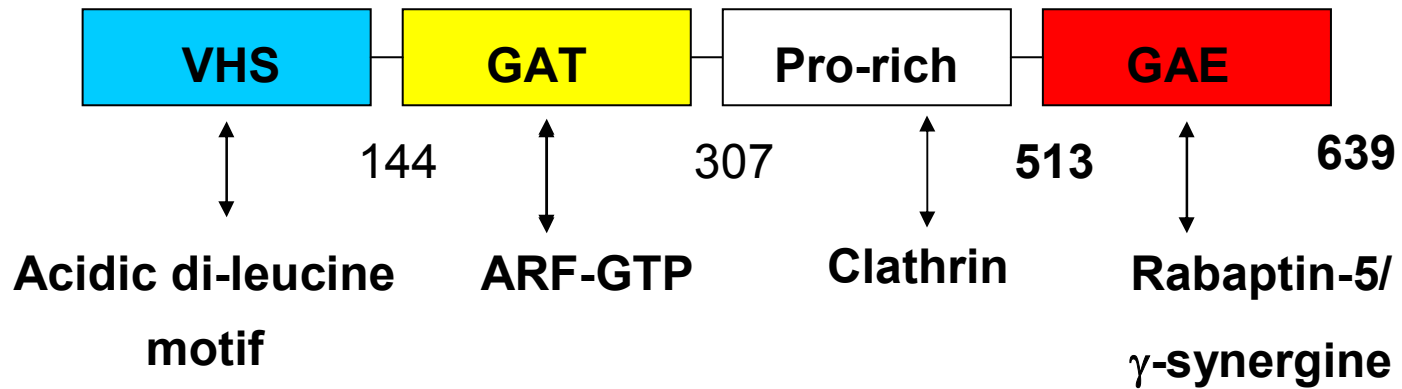 VHS GAT Pro-rich GAE
144 307 513 639
Acidic di-leucine motif
ARF-GTP
Clathrin
Rabaptin-5/
γ-synergine